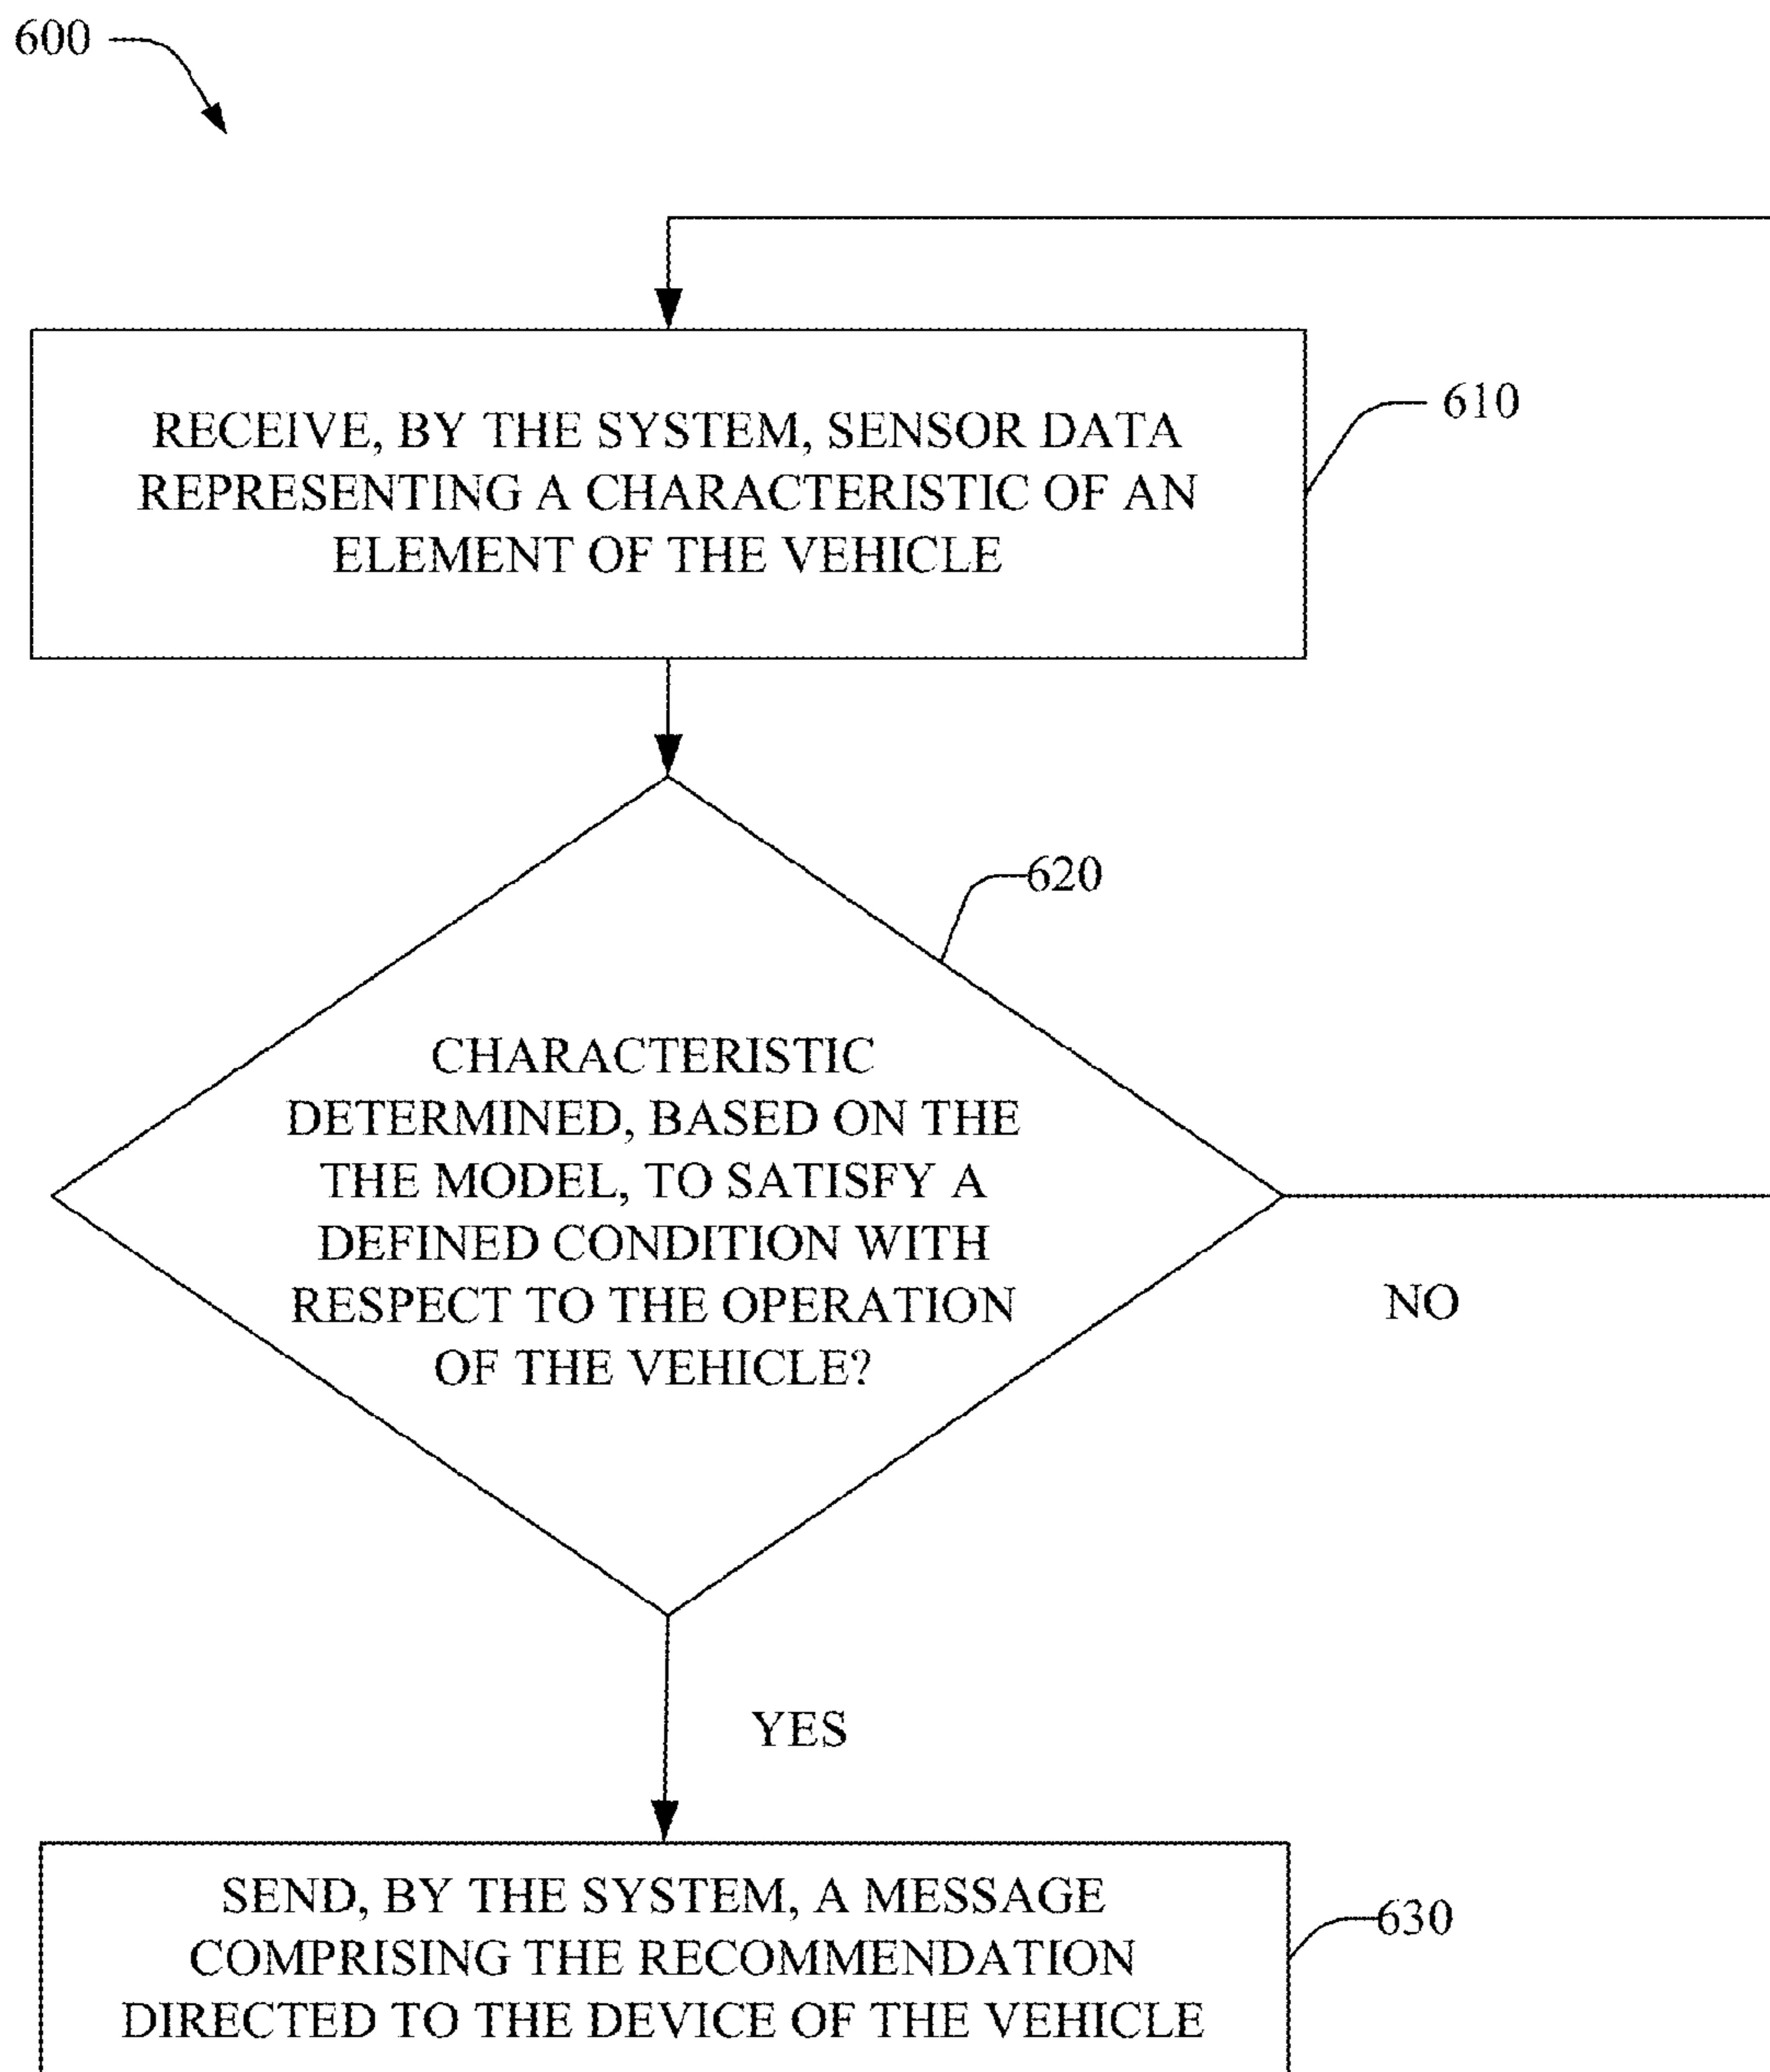 600
RECEIVE, BY THE SYSTEM, SENSOR DATA
REPRESENTING A CHARACTERISTIC OF AN
ELEMENT OF THE VEHICLE
610
620
CHARACTERISTIC
DETERMINED, BASED ON THE
THE MODEL, TO SATISFY A
DEFINED CONDITION WITH
RESPECT TO THE OPERATION
OF THE VEHICLE?
NO
YES
SEND, BY THE SYSTEM, A MESSAGE
COMPRISING THE RECOMMENDATION
DIRECTED TO THE DEVICE OF THE VEHICLE
630